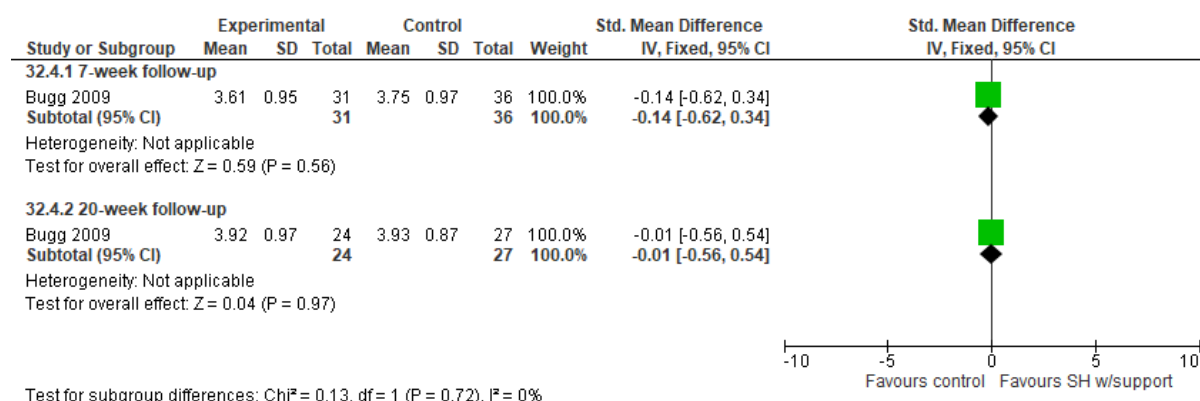 Experimental Control Std. Mean Difference Std. Mean Difference
Study or Subgroup Mean SD Total Mean SD Total Weight IV, Fixed, 95% CI IV, Fixed, 95% CI
32.4.1 7-week follow-up
Bugg 2009 3.61 0.95 31 3.75 0.97 36 100.0% -0.14 [-0.62, 0.34]
Subtotal (95% CI) 31 36 100.0% -0.14 [-0.62, 0.34]
Heterogeneity: Not applicable
Test for overall effect: Z = 0.59 (P = 0.56)
32.4.2 20-week follow-up
Bugg 2009 3.92 0.97 24 3.93 0.87 27 100.0% -0.01 [-0.56, 0.54]
Subtotal (95% CI) 24 27 100.0% -0.01 [-0.56, 0.54]
Heterogeneity: Not applicable
Test for overall effect: Z = 0.04 (P = 0.97)
-10 -5 0 5 10
Favours control Favours SH w/support
Test for subgroup differences: Chi² = 0.13, df = 1 (P = 0.72), I² = 0%